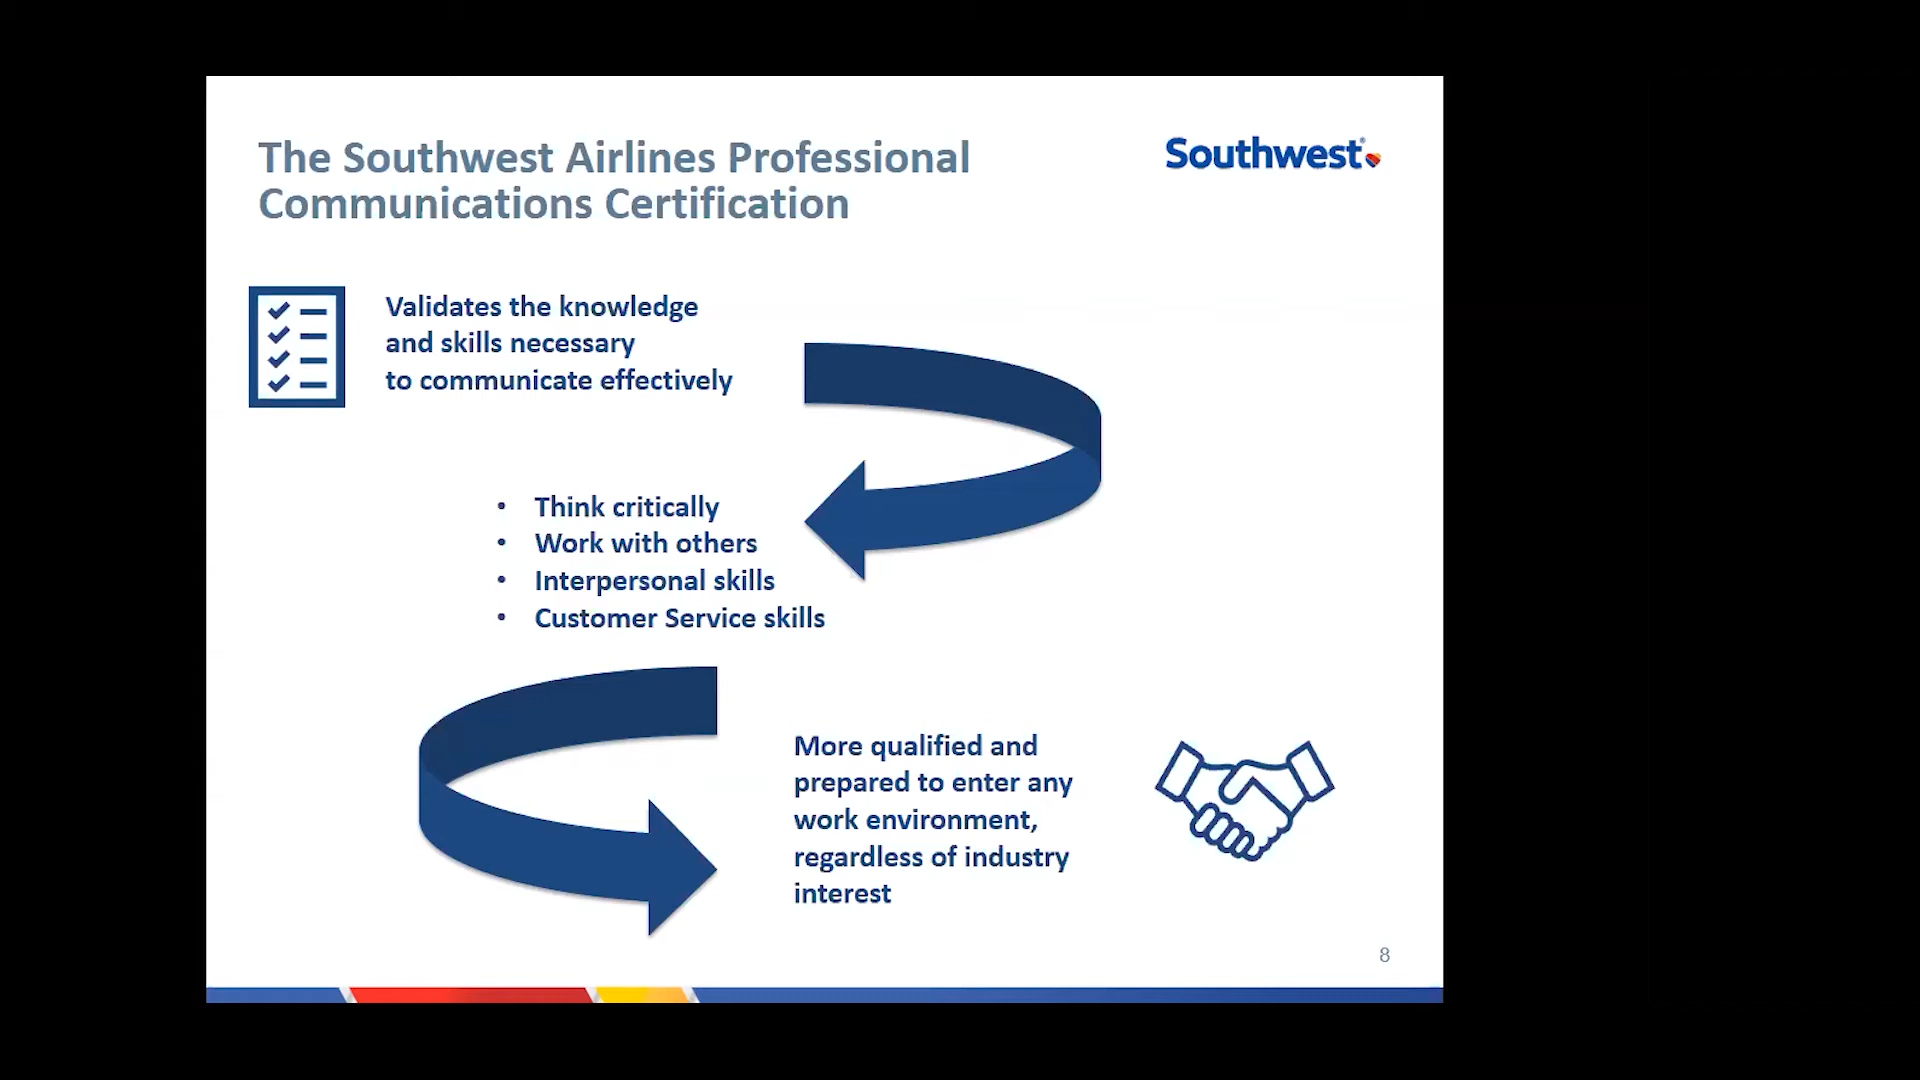 The Southwest Airlines Professional
Communications Certification
Southwest®
Validates the knowledge
and skills necessary
to communicate effectively
• Think critically
• Work with others
• Interpersonal skills
• Customer Service skills
More qualified and
prepared to enter any
work environment,
regardless of industry
interest
8